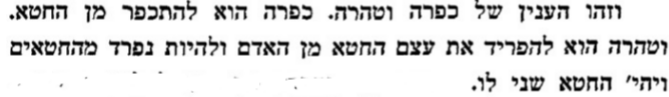 וזהו הענין של כפרה וטהרה. כפרה הוא להתכפר מן החטא.
וטהרה הוא להפריד את עצם החטא מן האדם ולהיות נפרד מהחטאים
ויהי׳ החטא שני לו.